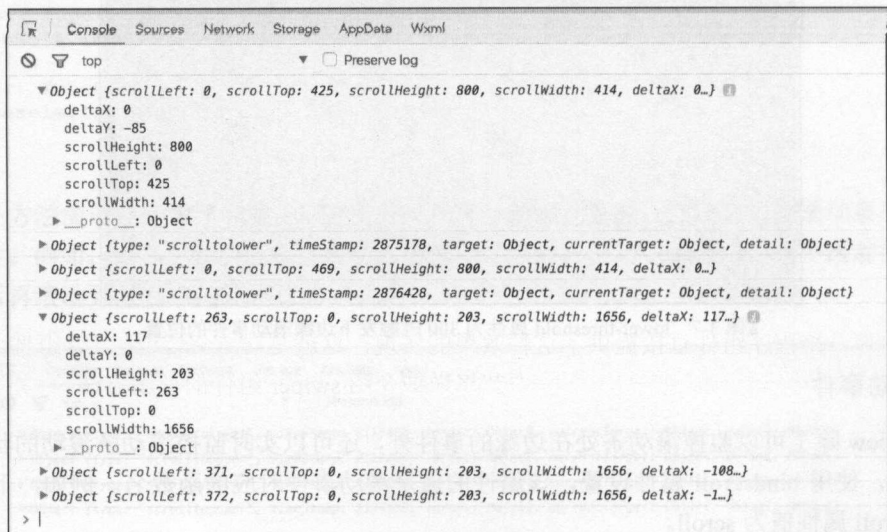 Console Sources Network Storage AppData Wxml
top ▼ Preserve log
▼Object {scrollLeft: 0, scrollTop: 425, scrollHeight: 800, scrollWidth: 414, deltaX: 0…}
deltaX: 0
deltaY: -85
scrollHeight: 800
scrollLeft: 0
scrollTop: 425
scrollWidth: 414
▶__proto__: Object
▶Object {type: "scrolltolower", timeStamp: 2875178, target: Object, currentTarget: Object, detail: Object}
▶Object {scrollLeft: 0, scrollTop: 469, scrollHeight: 800, scrollWidth: 414, deltaX: 0…}
▶Object {type: "scrolltolower", timeStamp: 2876428, target: Object, currentTarget: Object, detail: Object}
▼Object {scrollLeft: 263, scrollTop: 0, scrollHeight: 203, scrollWidth: 1656, deltaX: 117…}
deltaX: 117
deltaY: 0
scrollHeight: 203
scrollLeft: 263
scrollTop: 0
scrollWidth: 1656
▶__proto__: Object
▶Object {scrollLeft: 371, scrollTop: 0, scrollHeight: 203, scrollWidth: 1656, deltaX: -108…}
▶Object {scrollLeft: 372, scrollTop: 0, scrollHeight: 203, scrollWidth: 1656, deltaX: -1…}
>